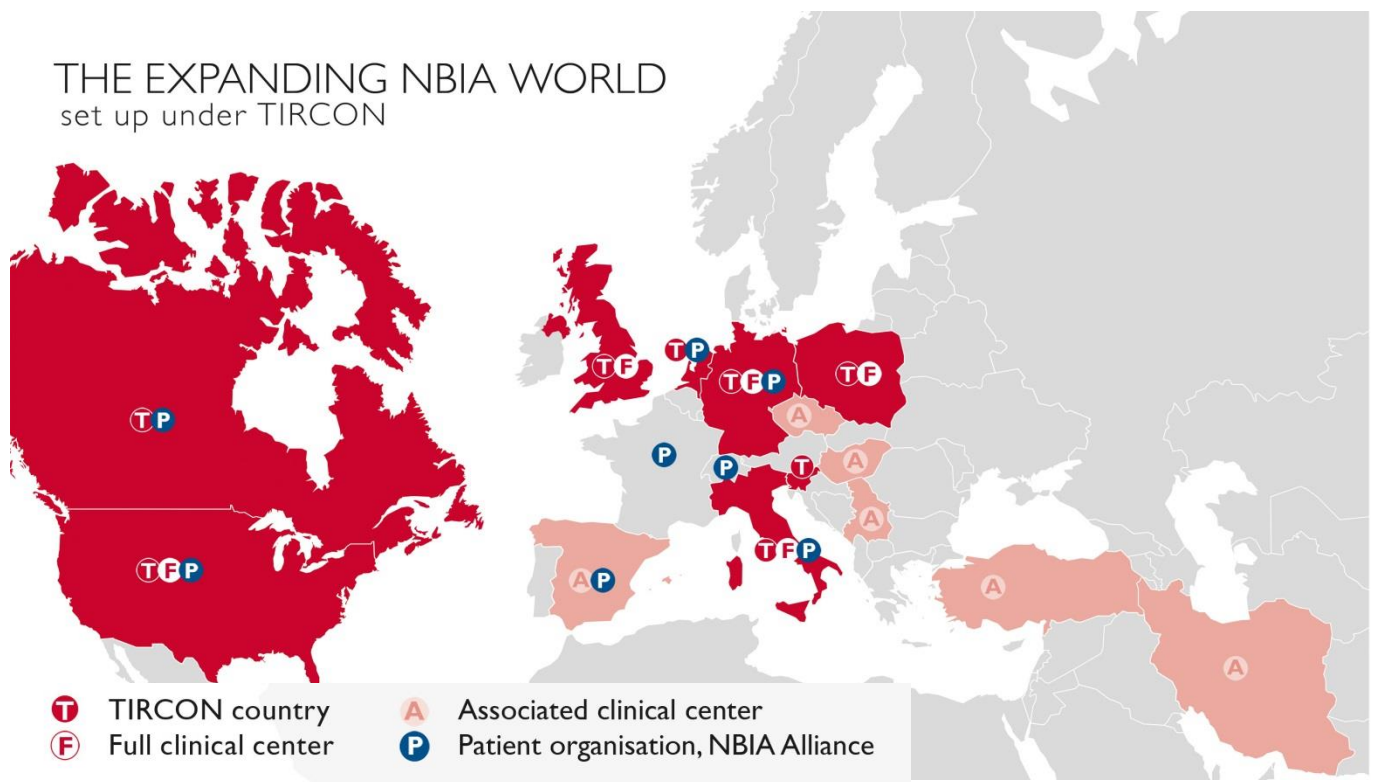 THE EXPANDING NBIA WORLD
set up under TIRCON
T P
T F P
T F
T P
T F P
T F
A
P
P
T
A
A
T F P
A P
A
A
T TIRCON country
F Full clinical center
A Associated clinical center
P Patient organisation, NBIA Alliance